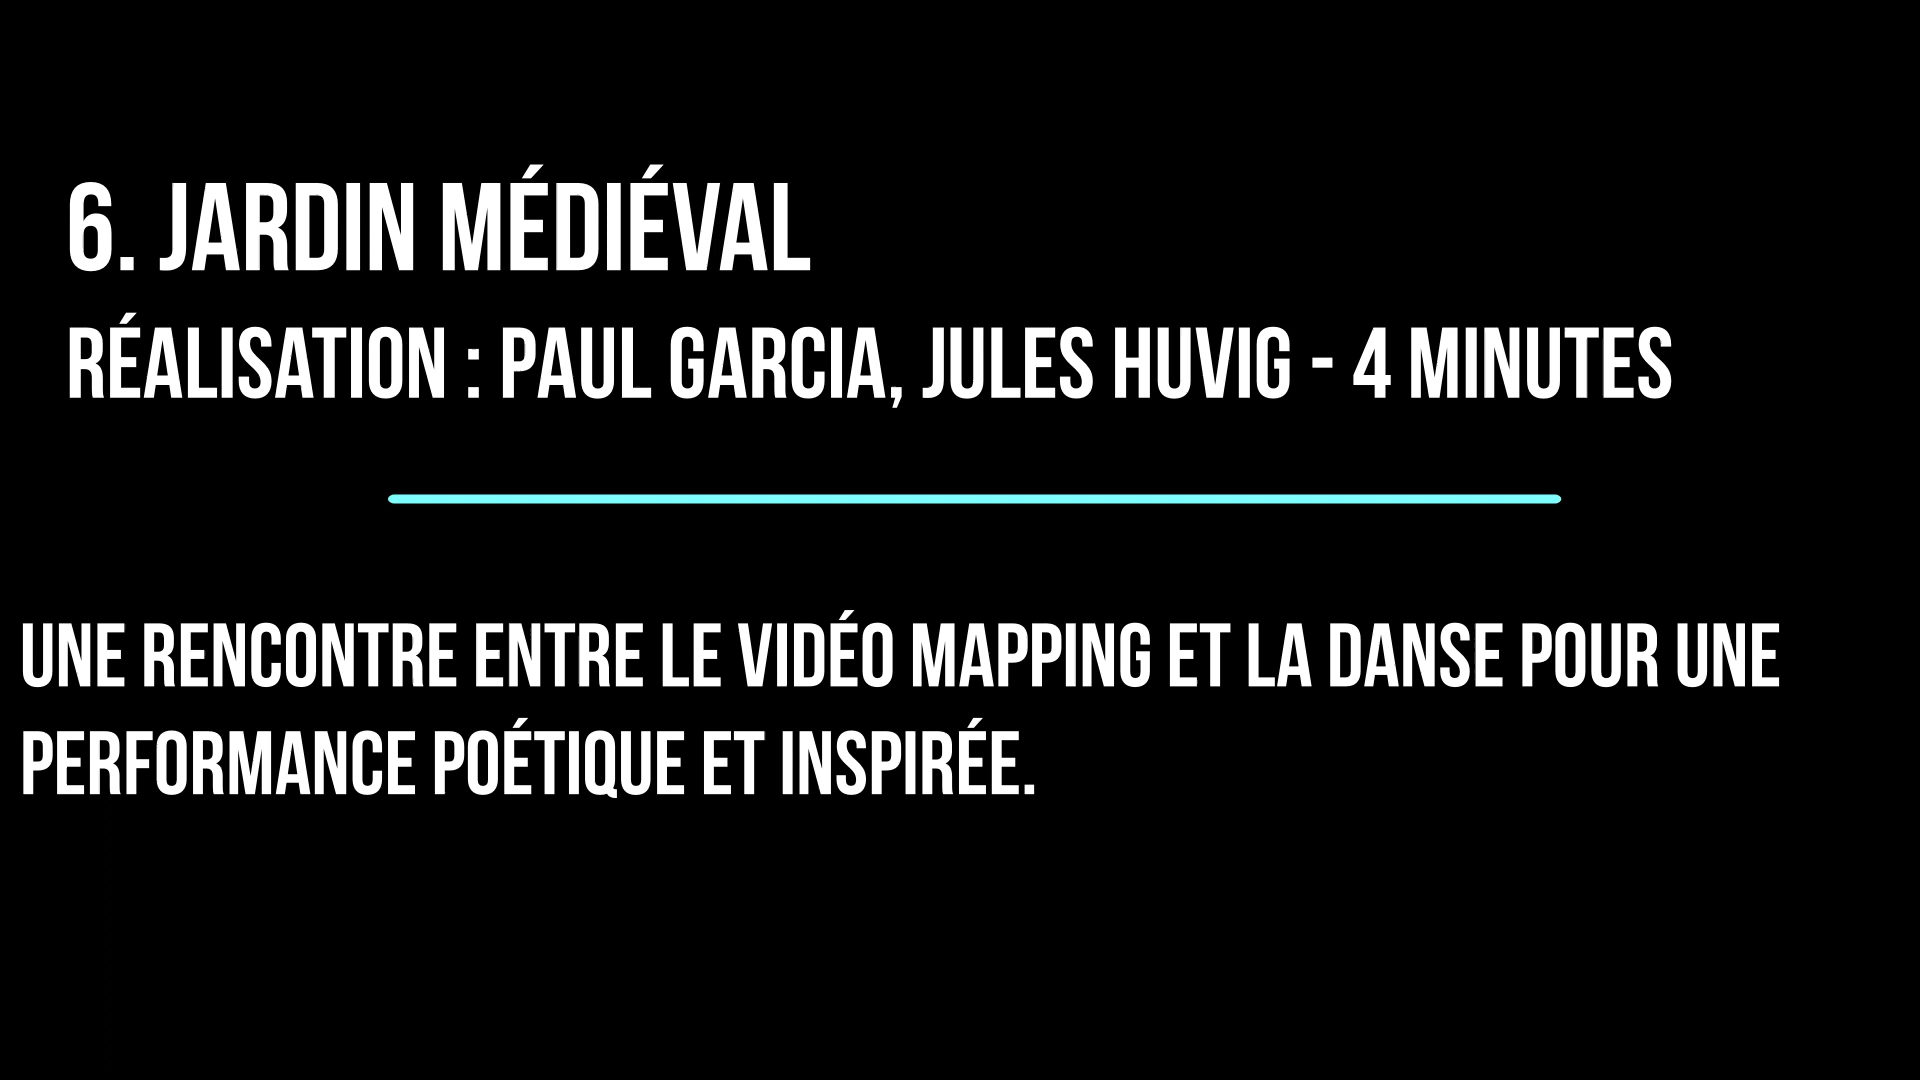 6. JARDIN MÉDIÉVAL
RÉALISATION : PAUL GARCIA, JULES HUVIG - 4 MINUTES
UNE RENCONTRE ENTRE LE VIDÉO MAPPING ET LA DANSE POUR UNE
PERFORMANCE POÉTIQUE ET INSPIRÉE.